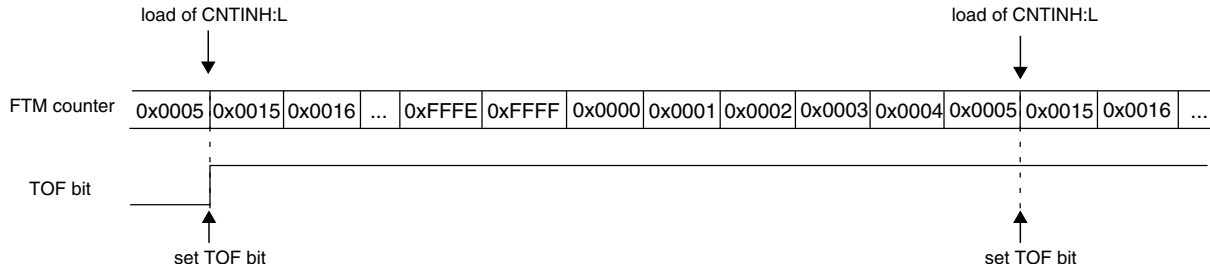 load of CNTINH:L load of CNTINH:L
FTM counter 0x0005 0x0015 0x0016 ... 0xFFFE 0xFFFF 0x0000 0x0001 0x0002 0x0003 0x0004 0x0005 0x0015 0x0016 ...
TOF bit
set TOF bit set TOF bit